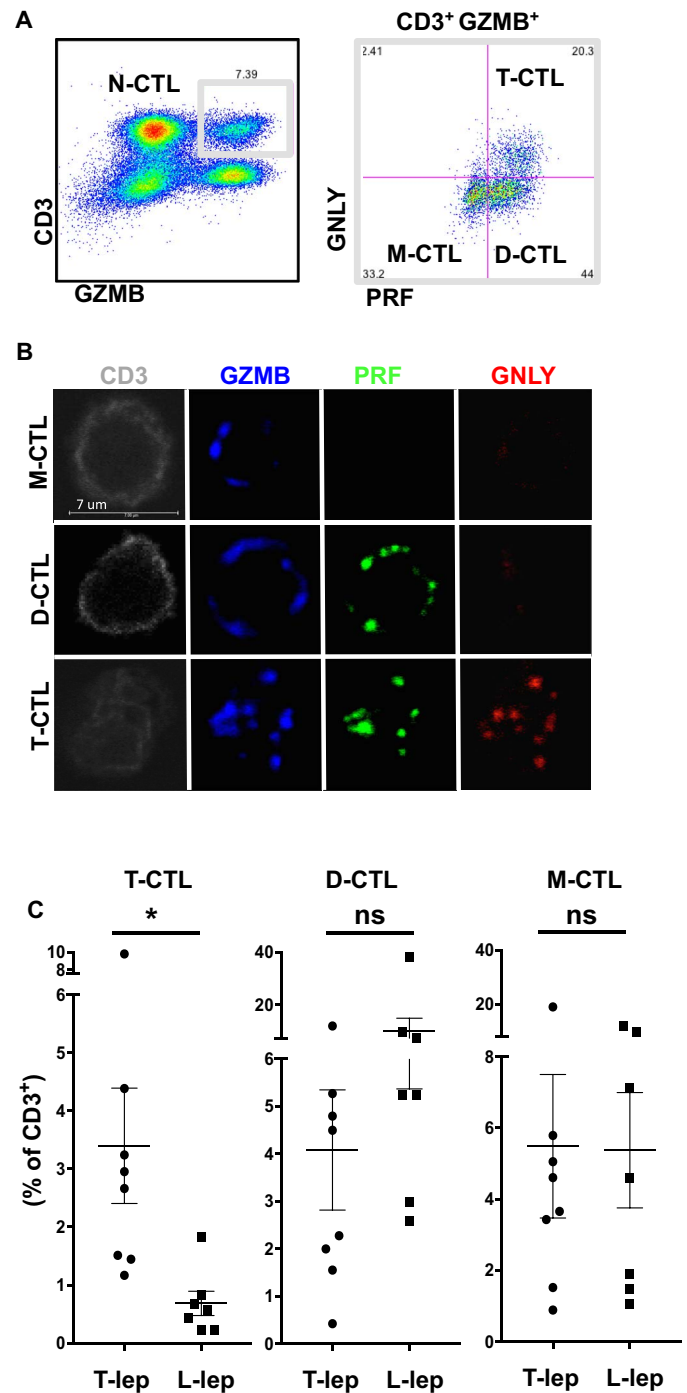 A
CD3+ GZMB+
7.39
N-CTL
CD3
GZMB
2.41
20.3
T-CTL
GNLY
M-CTL
D-CTL
33.2
44
PRF
B
CD3
GZMB
PRF
GNLY
M-CTL
7 um
D-CTL
T-CTL
C
T-CTL
D-CTL
M-CTL
*
ns
ns
(% of CD3+)
10
8
6
5
4
3
2
1
0
40
20
6
5
4
3
2
1
0
40
20
8
6
4
2
0
T-lep
L-lep
T-lep
L-lep
T-lep
L-lep